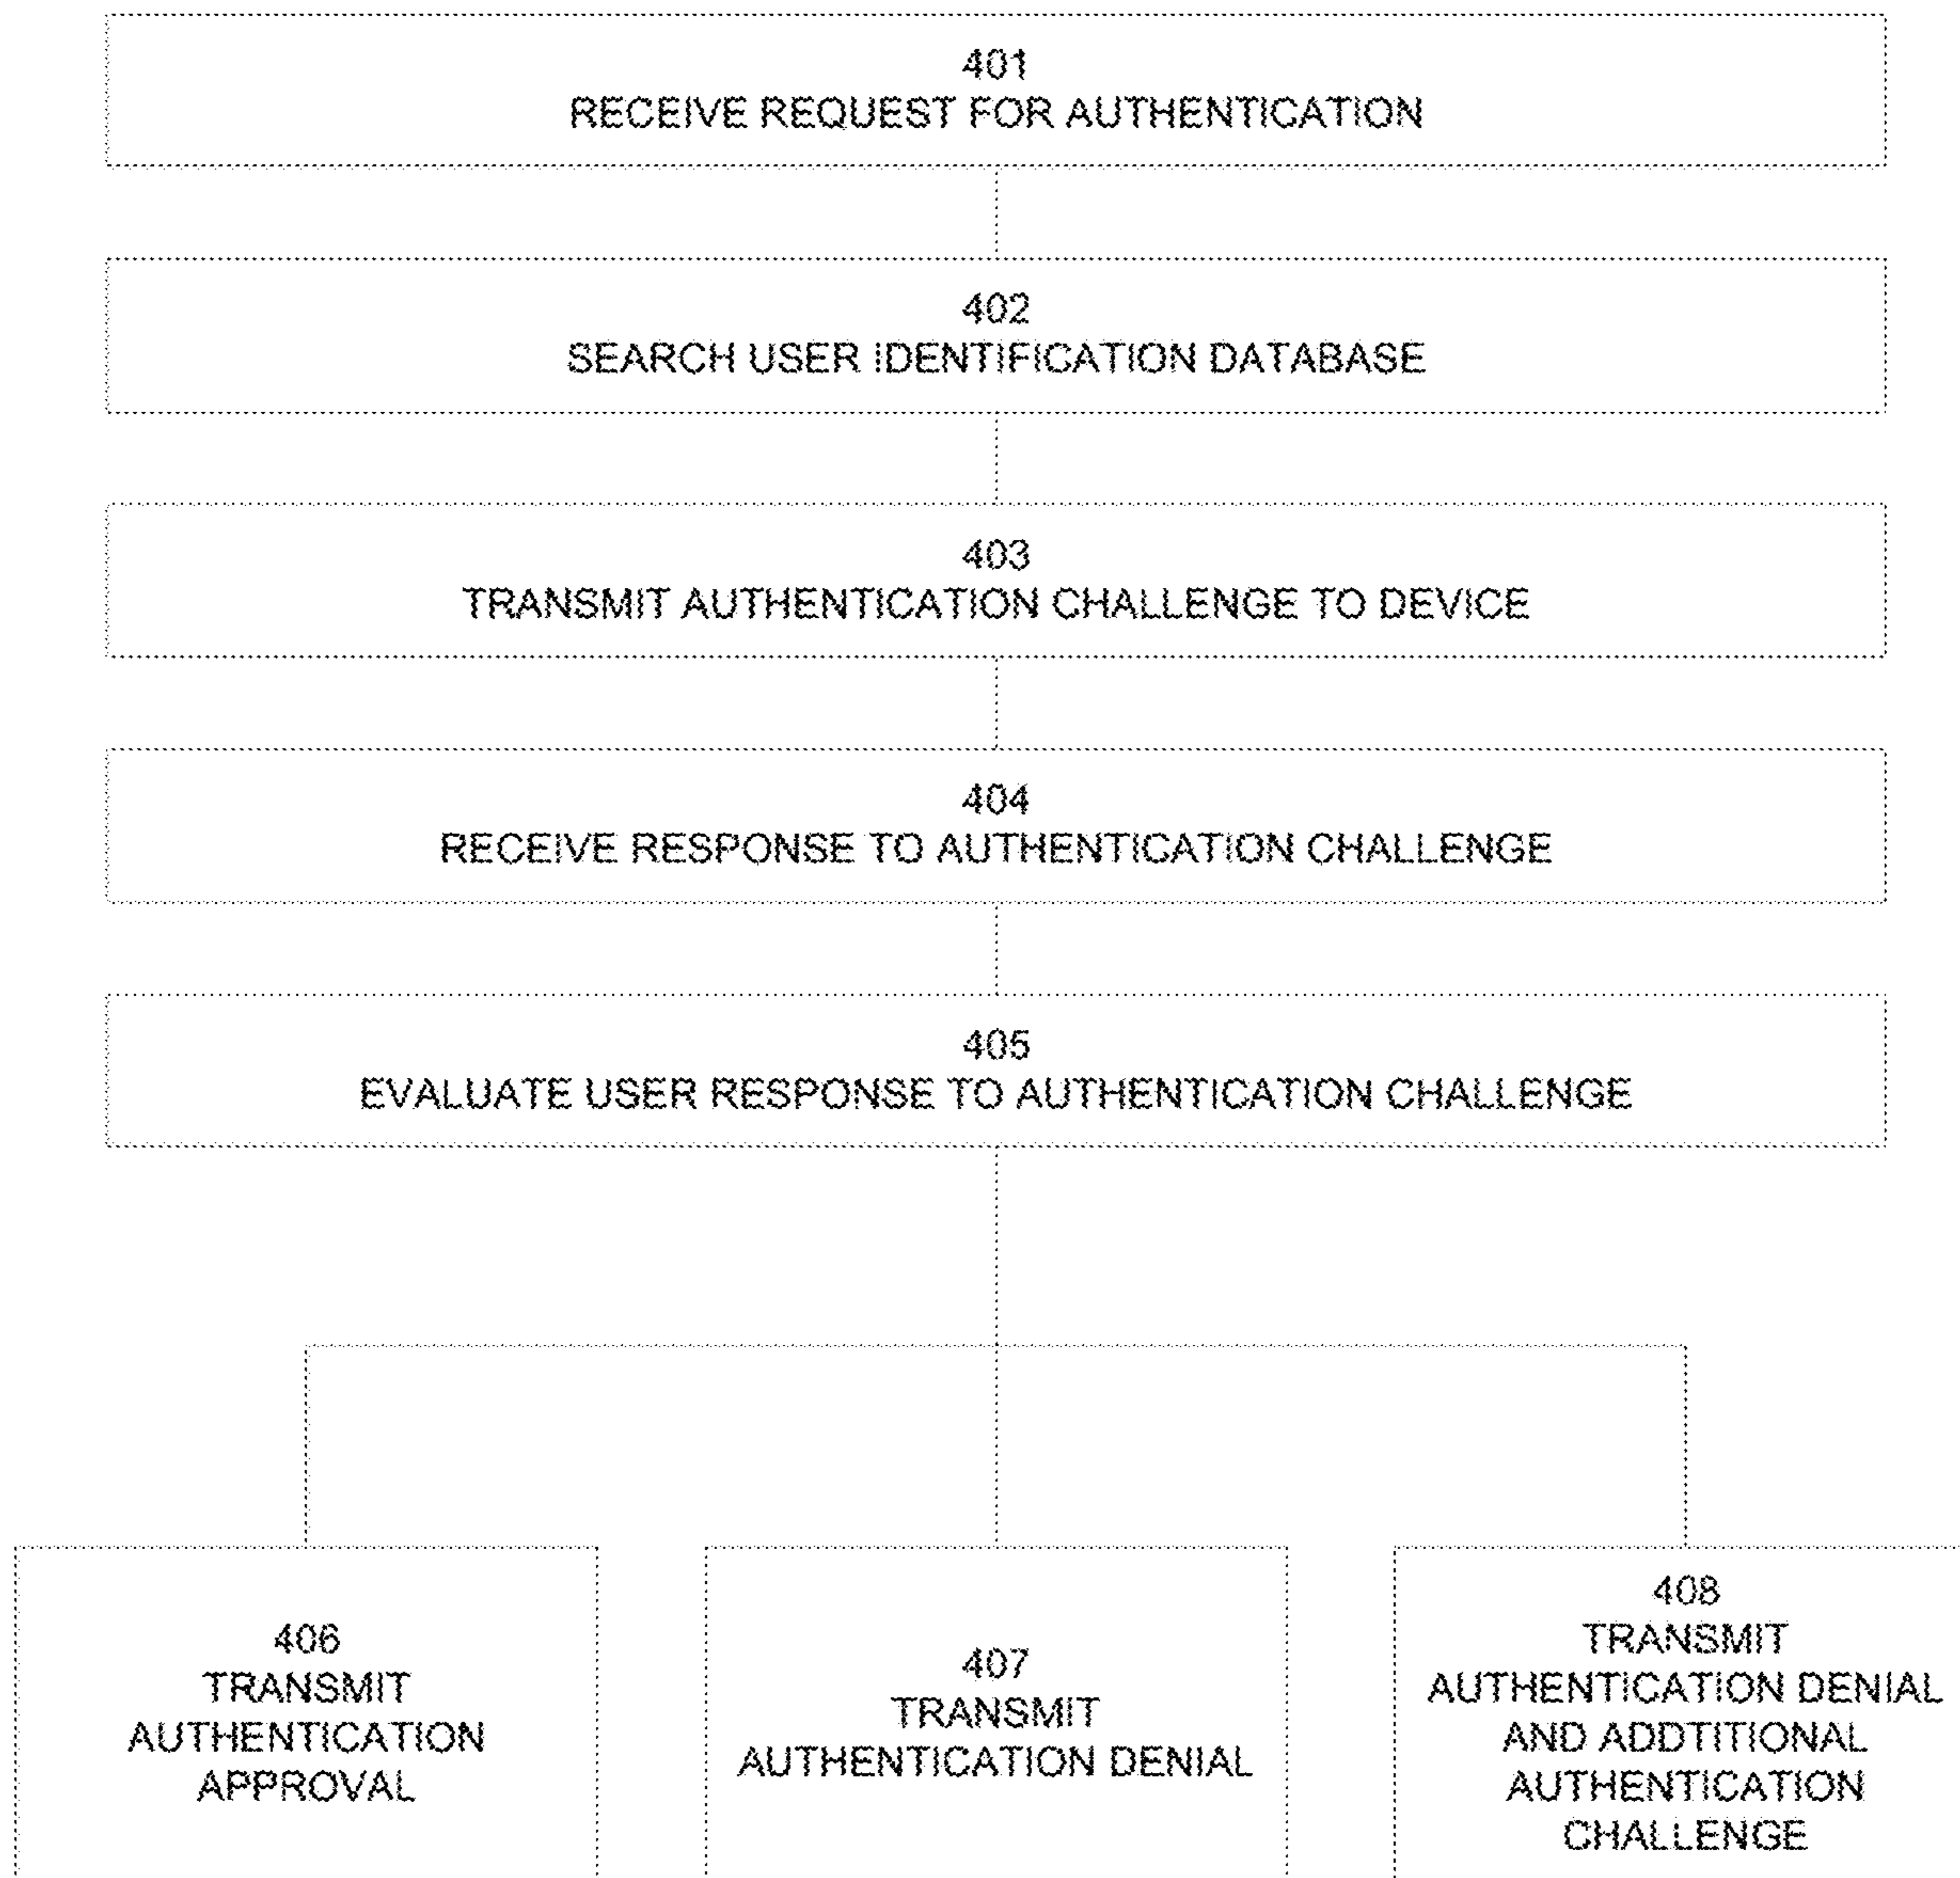 401
RECEIVE REQUEST FOR AUTHENTICATION
402
SEARCH USER IDENTIFICATION DATABASE
403
TRANSMIT AUTHENTICATION CHALLENGE TO DEVICE
404
RECEIVE RESPONSE TO AUTHENTICATION CHALLENGE
405
EVALUATE USER RESPONSE TO AUTHENTICATION CHALLENGE
406
TRANSMIT
AUTHENTICATION
APPROVAL
407
TRANSMIT
AUTHENTICATION DENIAL
408
TRANSMIT
AUTHENTICATION DENIAL
AND ADDTITIONAL
AUTHENTICATION
CHALLENGE